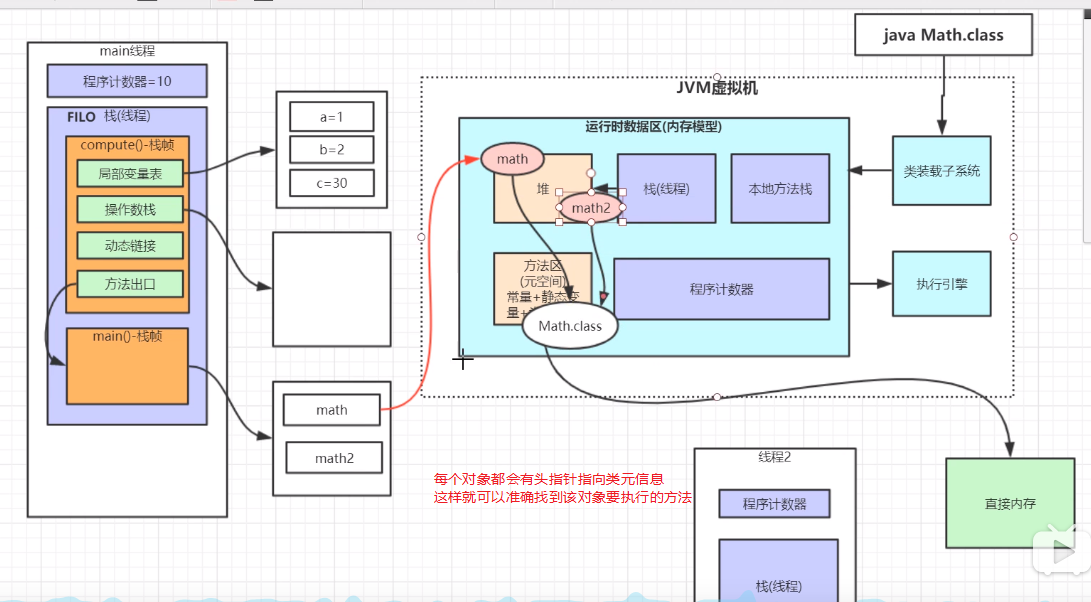 java Math.class
main线程
程序计数器=10
FILO 栈(线程)
compute()-栈帧
局部变量表
操作数栈
动态链接
方法出口
main()-栈帧
a=1
b=2
c=30
math
math2
JVM虚拟机
运行时数据区(内存模型)
math
堆
math2
栈(线程)
本地方法栈
方法区
(元空间)
常量+静态变
量+
Math.class
程序计数器
类装载子系统
执行引擎
每个对象都会有头指针指向类元信息
这样就可以准确找到该对象要执行的方法
线程2
程序计数器
栈(线程)
直接内存